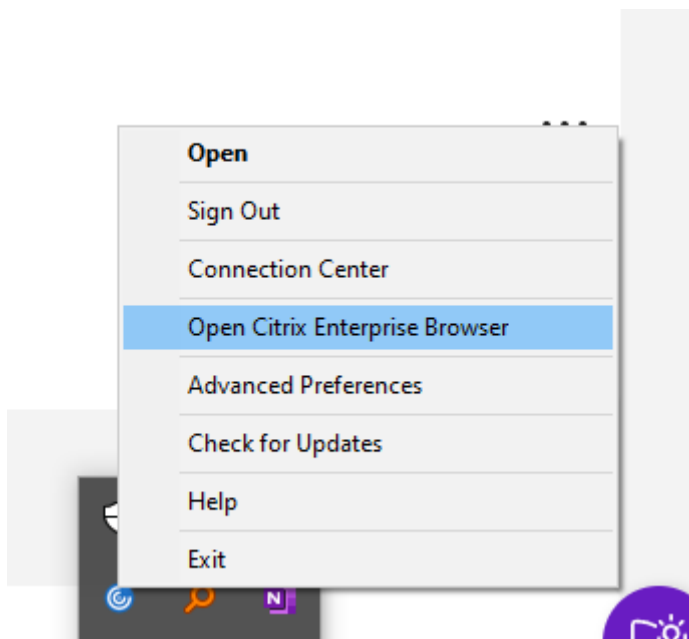 Open
Sign Out
Connection Center
Open Citrix Enterprise Browser
Advanced Preferences
Check for Updates
Help
Exit
N